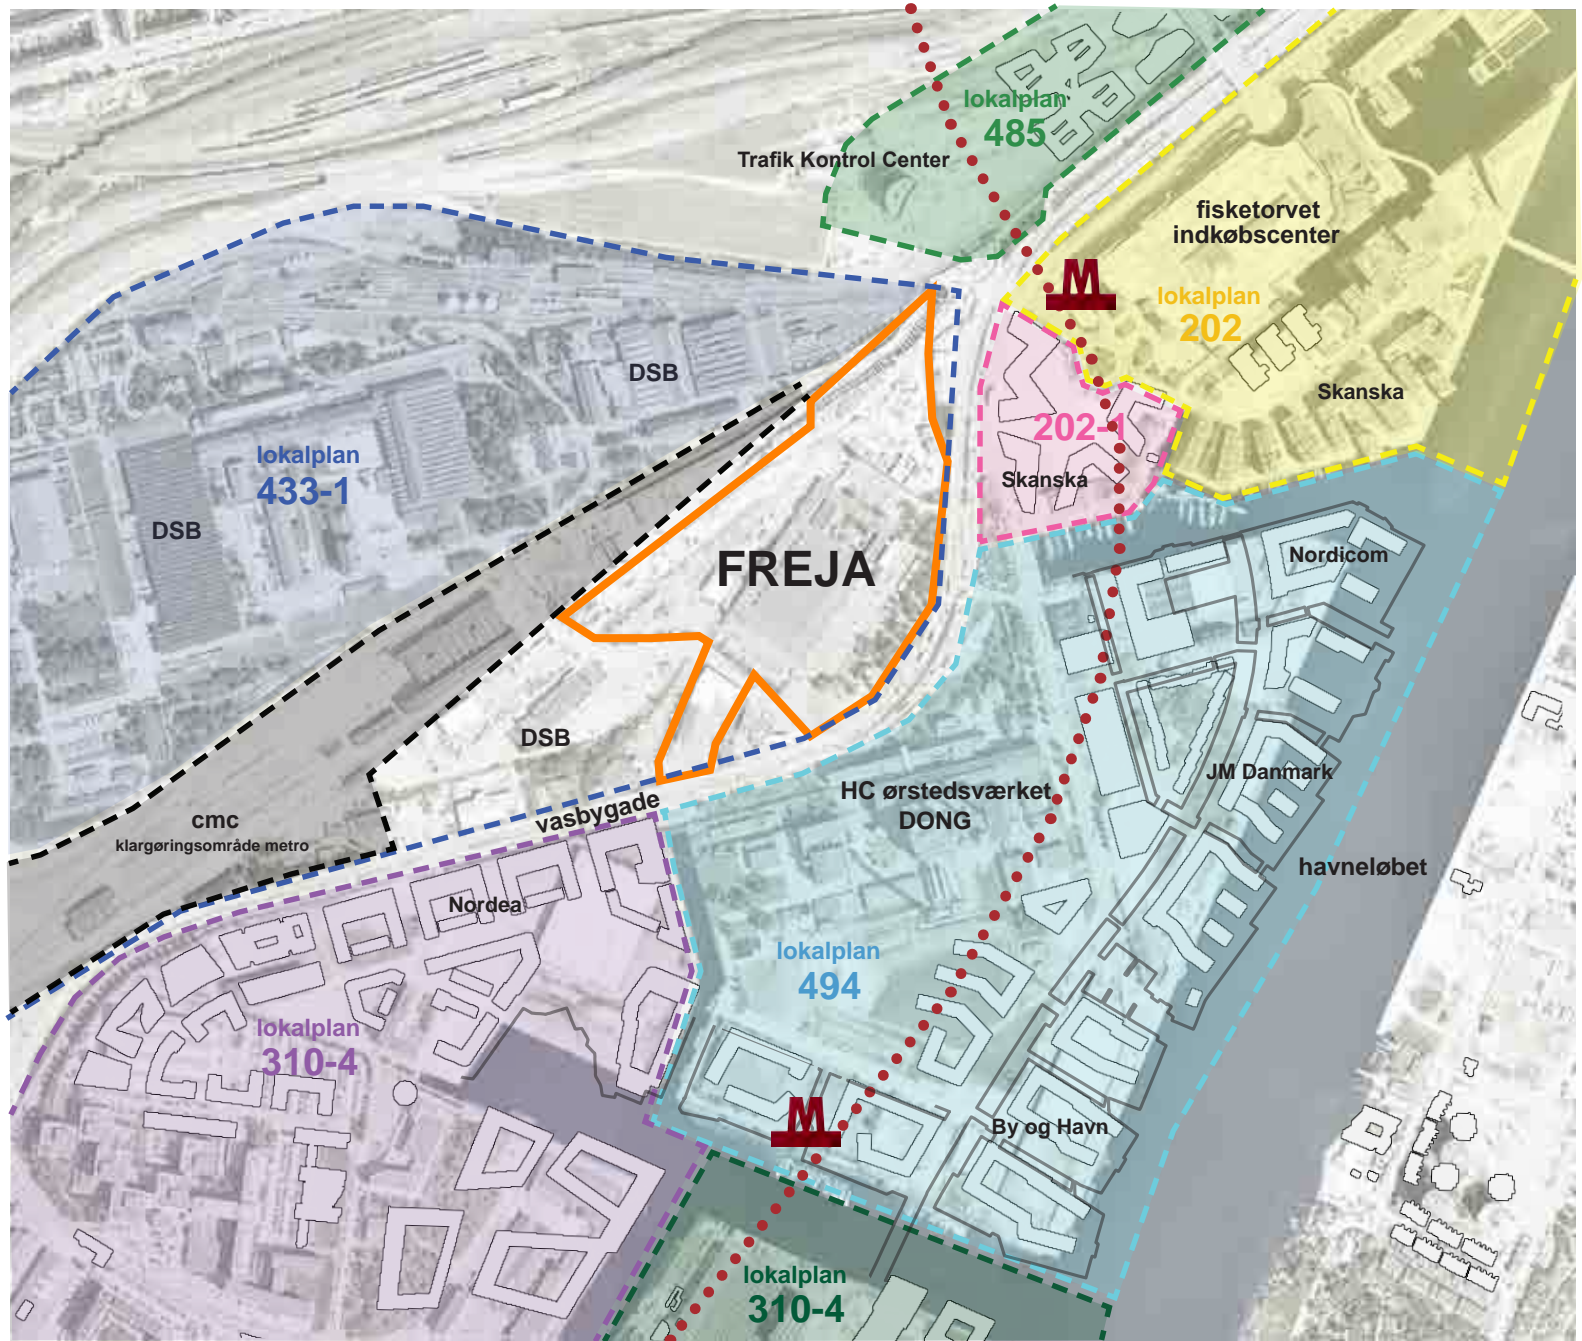 lokalplan
485
Trafik Kontrol Center
fisketorvet
indkøbscenter
M
lokalplan
202
DSB
Skanska
202-1
lokalplan
433-1
Skanska
DSB
FREJA
Nordicom
DSB
JM Danmark
HC ørstedsværket
DONG
vasbygade
cmc
klargøringsområde metro
havneløbet
Nordea
lokalplan
494
lokalplan
310-4
M
By og Havn
lokalplan
310-4